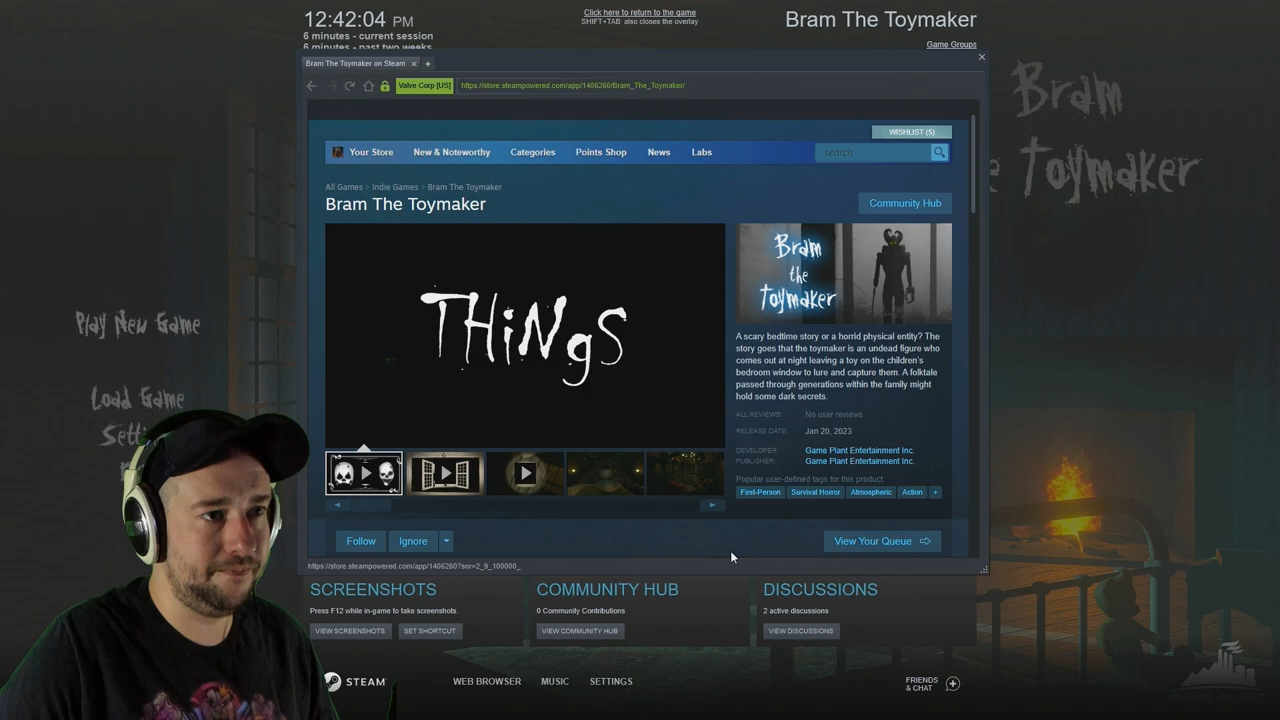 12:42:04 PM
6 minutes - current session
6 minutes - past two weeks
Click here to return to the game
SHIFT+TAB also closes the overlay
Bram The Toymaker
Game Groups
Bram The Toymaker on Steam
Valve Corp [US]
https://store.steampowered.com/app/1406260/Bram_The_Toymaker/
Bram
the
Toymaker
WISHLIST (5)
Your Store
New & Noteworthy
Categories
Points Shop
News
Labs
search
All Games > Indie Games > Bram The Toymaker
Bram The Toymaker
Community Hub
THiNgS
Bram
the
Toymaker
A scary bedtime story or a horrid physical entity? The
story goes that the toymaker is an undead figure who
comes out at night leaving a toy on the children's
bedroom window to lure and capture them. A folktale
passed through generations within the family might
hold some dark secrets.
ALL REVIEWS: No user reviews
RELEASE DATE: Jan 20, 2023
DEVELOPER: Game Plant Entertainment Inc.
PUBLISHER: Game Plant Entertainment Inc.
Popular user-defined tags for this product:
First-Person
Survival Horror
Atmospheric
Action
+
Play New Game
Load Game
Follow
Ignore
View Your Queue
https://store.steampowered.com/app/1406260?snr=2_9_100000_
SCREENSHOTS
Press F12 while in-game to take screenshots.
VIEW SCREENSHOTS
SET SHORTCUT
COMMUNITY HUB
0 Community Contributions
VIEW COMMUNITY HUB
DISCUSSIONS
2 active discussions
VIEW DISCUSSIONS
STEAM
WEB BROWSER
MUSIC
SETTINGS
FRIENDS
& CHAT